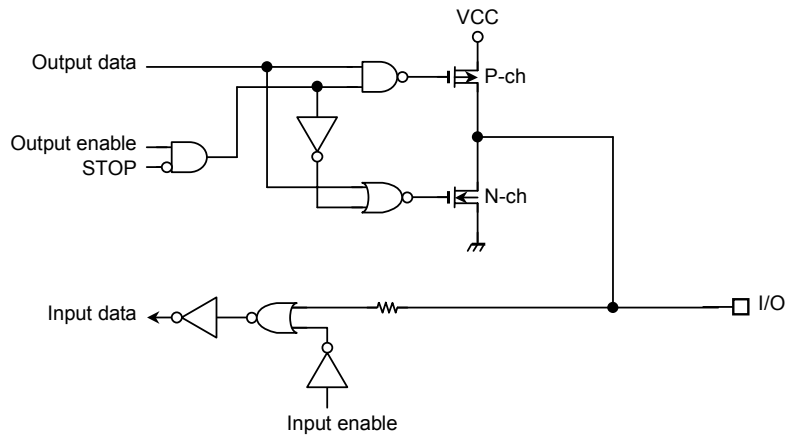 VCC
Output data
P-ch
Output enable
STOP
N-ch
Input data
I/O
Input enable